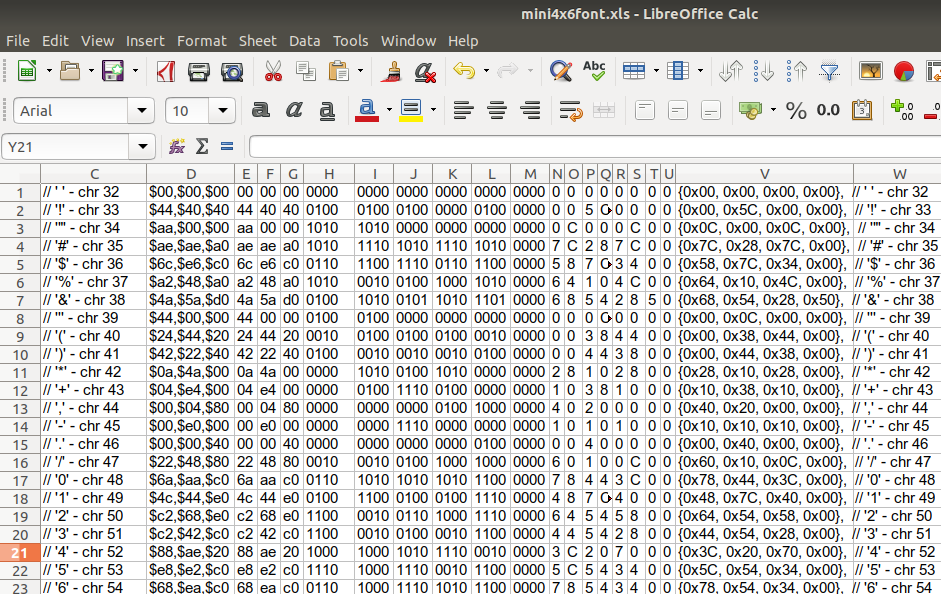 mini4x6font.xls - LibreOffice Calc
File Edit View Insert Format Sheet Data Tools Window Help
Abc
Arial 10 a a a a % 0.0 .00 0.0
Y21
C D E F G H I J K L M N O P Q R S T U V W
1 // ' ' - chr 32 $00,$00,$00 00 00 00 0000 0000 0000 0000 0000 0000 0 0 0 0 0 0 0 0 {0x00, 0x00, 0x00, 0x00}, // ' ' - chr 32
2 // '!' - chr 33 $44,$40,$40 44 40 40 0100 0100 0100 0000 0100 0000 0 0 5 0 0 0 0 {0x00, 0x5C, 0x00, 0x00}, // '!' - chr 33
3 // '"' - chr 34 $aa,$00,$00 aa 00 00 1010 1010 0000 0000 0000 0000 0 C 0 0 0 C 0 0 {0x0C, 0x00, 0x0C, 0x00}, // '"' - chr 34
4 // '#' - chr 35 $ae,$ae,$a0 ae ae a0 1010 1110 1010 1110 1010 0000 7 C 2 8 7 C 0 0 {0x7C, 0x28, 0x7C, 0x00}, // '#' - chr 35
5 // '$' - chr 36 $6c,$e6,$c0 6c e6 c0 0110 1100 1110 0110 1100 0000 5 8 7 3 4 0 0 {0x58, 0x7C, 0x34, 0x00}, // '$' - chr 36
6 // '%' - chr 37 $a2,$48,$a0 a2 48 a0 1010 0010 0100 1000 1010 0000 6 4 1 0 4 C 0 0 {0x64, 0x10, 0x4C, 0x00}, // '%' - chr 37
7 // '&' - chr 38 $4a,$5a,$d0 4a 5a d0 0100 1010 0101 1010 1101 0000 6 8 5 4 2 8 5 0 {0x68, 0x54, 0x28, 0x50}, // '&' - chr 38
8 // ''' - chr 39 $44,$00,$00 44 00 00 0100 0100 0000 0000 0000 0000 0 0 0 0 0 0 0 {0x00, 0x0C, 0x00, 0x00}, // ''' - chr 39
9 // '(' - chr 40 $24,$44,$20 24 44 20 0010 0100 0100 0100 0010 0000 0 0 3 8 4 4 0 0 {0x00, 0x38, 0x44, 0x00}, // '(' - chr 40
10 // ')' - chr 41 $42,$22,$40 42 22 40 0100 0010 0010 0010 0100 0000 0 0 4 4 3 8 0 0 {0x00, 0x44, 0x38, 0x00}, // ')' - chr 41
11 // '*' - chr 42 $0a,$4a,$00 0a 4a 00 0000 1010 0100 1010 0000 0000 2 8 1 0 2 8 0 0 {0x28, 0x10, 0x28, 0x00}, // '*' - chr 42
12 // '+' - chr 43 $04,$e4,$00 04 e4 00 0000 0100 1110 0100 0000 0000 1 0 3 8 1 0 0 0 {0x10, 0x38, 0x10, 0x00}, // '+' - chr 43
13 // ',' - chr 44 $00,$04,$80 00 04 80 0000 0000 0000 0100 1000 0000 4 0 2 0 0 0 0 0 {0x40, 0x20, 0x00, 0x00}, // ',' - chr 44
14 // '-' - chr 45 $00,$e0,$00 00 e0 00 0000 0000 1110 0000 0000 0000 1 0 1 0 1 0 0 0 {0x10, 0x10, 0x10, 0x00}, // '-' - chr 45
15 // '.' - chr 46 $00,$00,$40 00 00 40 0000 0000 0000 0000 0100 0000 0 0 4 0 0 0 0 0 {0x00, 0x40, 0x00, 0x00}, // '.' - chr 46
16 // '/' - chr 47 $22,$48,$80 22 48 80 0010 0010 0100 1000 1000 0000 6 0 1 0 0 C 0 0 {0x60, 0x10, 0x0C, 0x00}, // '/' - chr 47
17 // '0' - chr 48 $6a,$aa,$c0 6a aa c0 0110 1010 1010 1010 1100 0000 7 8 4 4 3 C 0 0 {0x78, 0x44, 0x3C, 0x00}, // '0' - chr 48
18 // '1' - chr 49 $4c,$44,$e0 4c 44 e0 0100 1100 0100 0100 1110 0000 4 8 7 4 0 0 0 {0x48, 0x7C, 0x40, 0x00}, // '1' - chr 49
19 // '2' - chr 50 $c2,$68,$e0 c2 68 e0 1100 0010 0110 1000 1110 0000 6 4 5 4 5 8 0 0 {0x64, 0x54, 0x58, 0x00}, // '2' - chr 50
20 // '3' - chr 51 $c2,$42,$c0 c2 42 c0 1100 0010 0100 0010 1100 0000 4 4 5 4 2 8 0 0 {0x44, 0x54, 0x28, 0x00}, // '3' - chr 51
21 // '4' - chr 52 $88,$ae,$20 88 ae 20 1000 1000 1010 1110 0010 0000 3 C 2 0 7 0 0 0 {0x3C, 0x20, 0x70, 0x00}, // '4' - chr 52
22 // '5' - chr 53 $e8,$e2,$c0 e8 e2 c0 1110 1000 1110 0010 1100 0000 5 C 5 4 3 4 0 0 {0x5C, 0x54, 0x34, 0x00}, // '5' - chr 53
23 // '6' - chr 54 $68,$ea,$c0 68 ea c0 0110 1000 1110 1010 1100 0000 7 8 5 4 3 4 0 0 {0x78, 0x54, 0x34, 0x00}, // '6' - chr 54